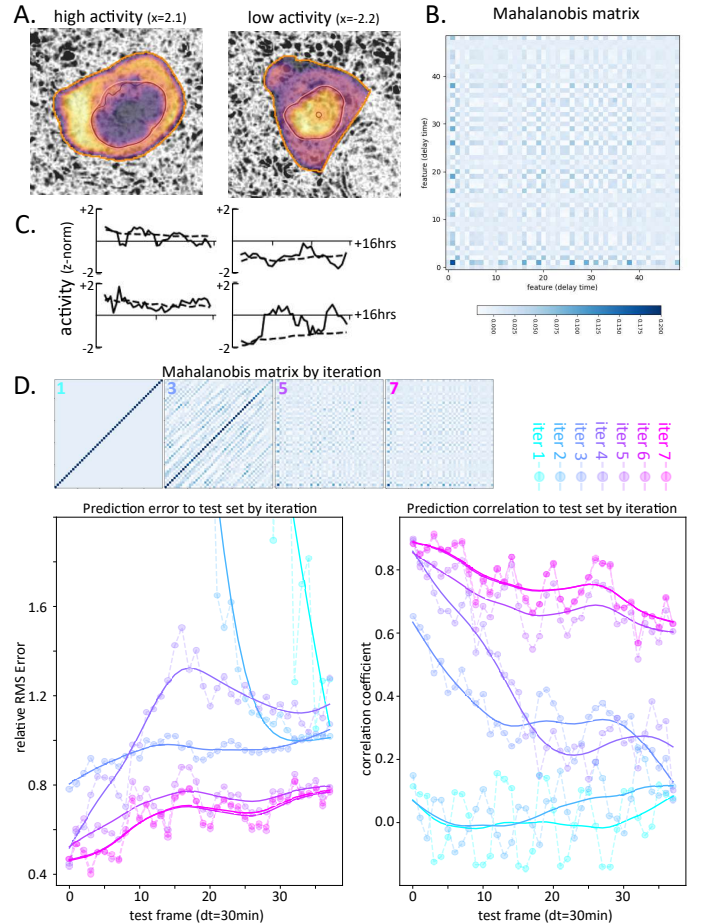 A.
high activity (x=2.1)
low activity (x=-2.2)
B.
Mahalanobis matrix
feature (delay time)
40
30
20
10
0
0
10
20
30
40
feature (delay time)
0.000
0.025
0.050
0.075
0.100
0.125
0.150
0.175
0.200
C.
activity (z-norm)
+2
-2
+2
-2
+2
-2
+2
-2
+16hrs
+16hrs
D.
Mahalanobis matrix by iteration
1
3
5
7
iter 1
iter 2
iter 3
iter 4
iter 5
iter 6
iter 7
Prediction error to test set by iteration
relative RMS Error
1.6
1.2
0.8
0.4
0
10
20
30
test frame (dt=30min)
Prediction correlation to test set by iteration
correlation coefficient
0.8
0.6
0.4
0.2
0.0
0
10
20
30
test frame (dt=30min)